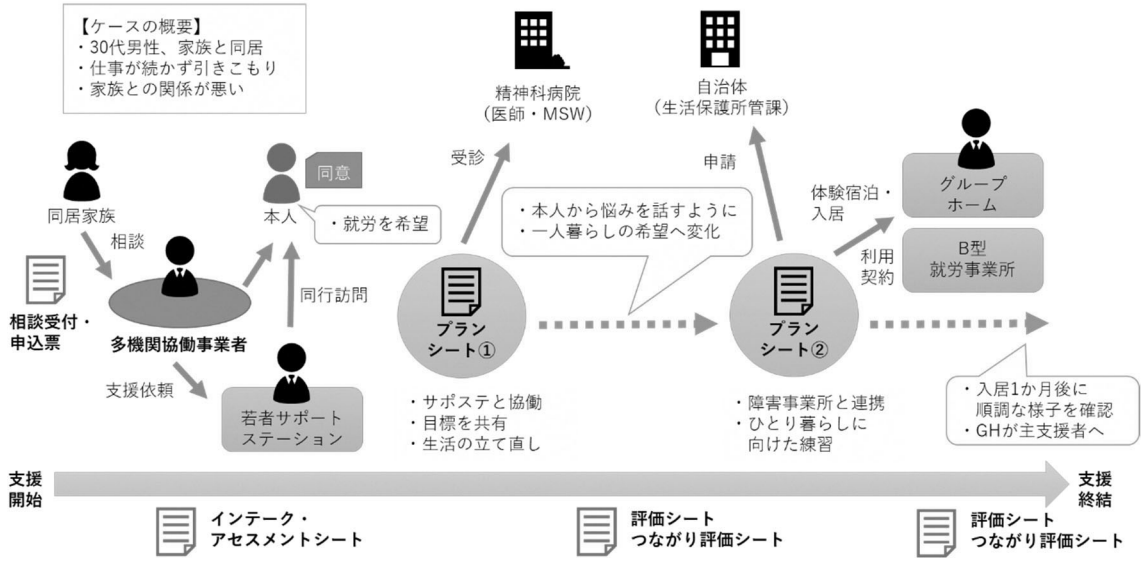 【ケースの概要】
・30代男性、家族と同居
・仕事が続かず引きこもり
・家族との関係が悪い
同居家族
相談
相談受付・
申込票
多機関協働事業者
支援依頼
若者サポート
ステーション
同行訪問
本人
同意
・就労を希望
精神科病院
（医師・MSW）
受診
プラン
シート①
・サポステと協働
・目標を共有
・生活の立て直し
・本人から悩みを話すように
・一人暮らしの希望へ変化
自治体
（生活保護所管課）
申請
プラン
シート②
・障害事業所と連携
・ひとり暮らしに
向けた練習
体験宿泊・
入居
利用
契約
グループ
ホーム
B型
就労事業所
・入居1か月後に
順調な様子を確認
・GHが主支援者へ
支援
開始
支援
終結
インテーク・
アセスメントシート
評価シート
つながり評価シート
評価シート
つながり評価シート